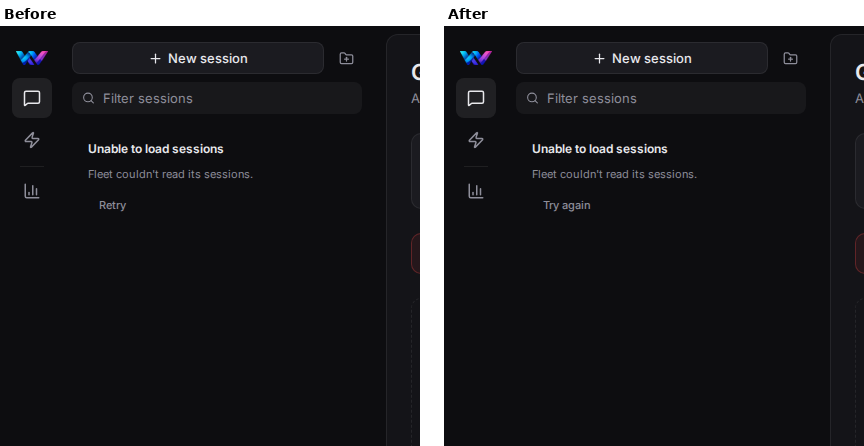 Before
New session
Filter sessions
Unable to load sessions
Fleet couldn't read its sessions.
Retry
After
New session
Filter sessions
Unable to load sessions
Fleet couldn't read its sessions.
Try again